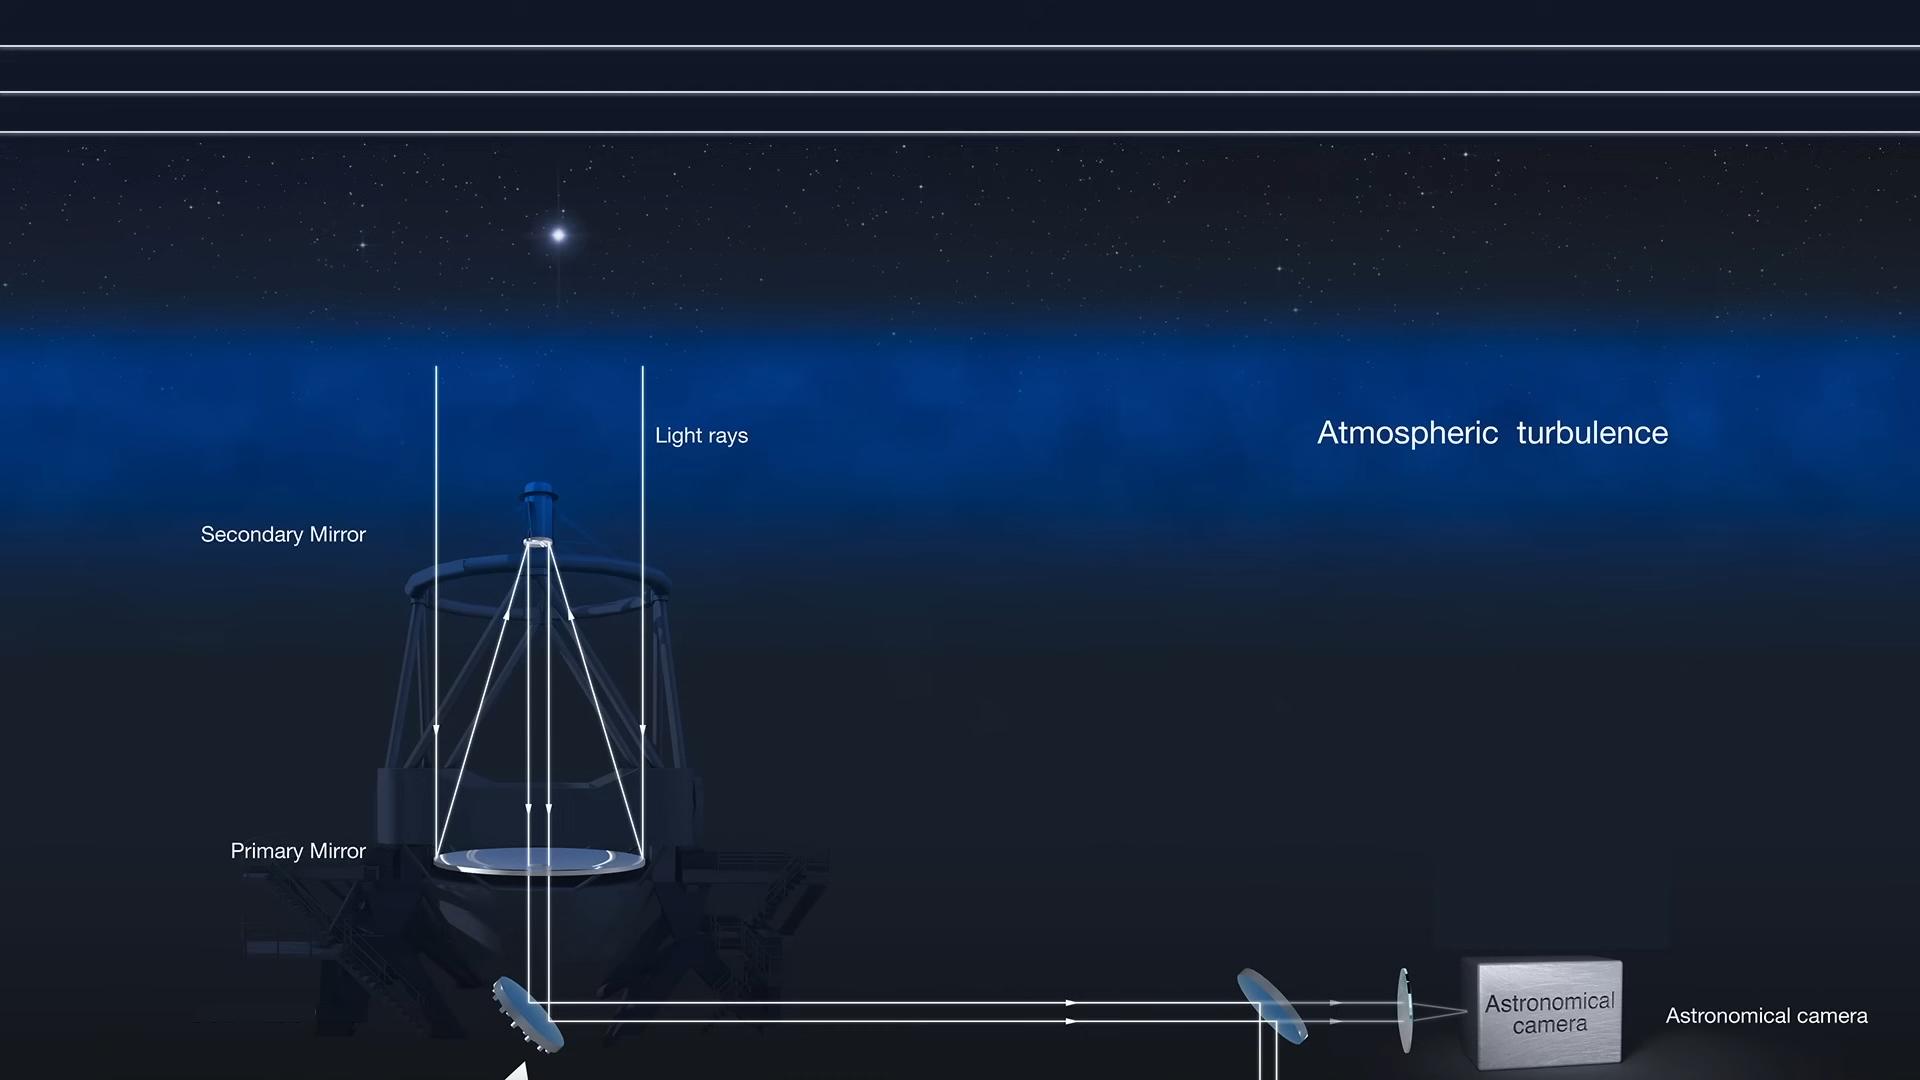 Light rays
Atmospheric turbulence
Secondary Mirror
Primary Mirror
Astronomical
camera
Astronomical camera